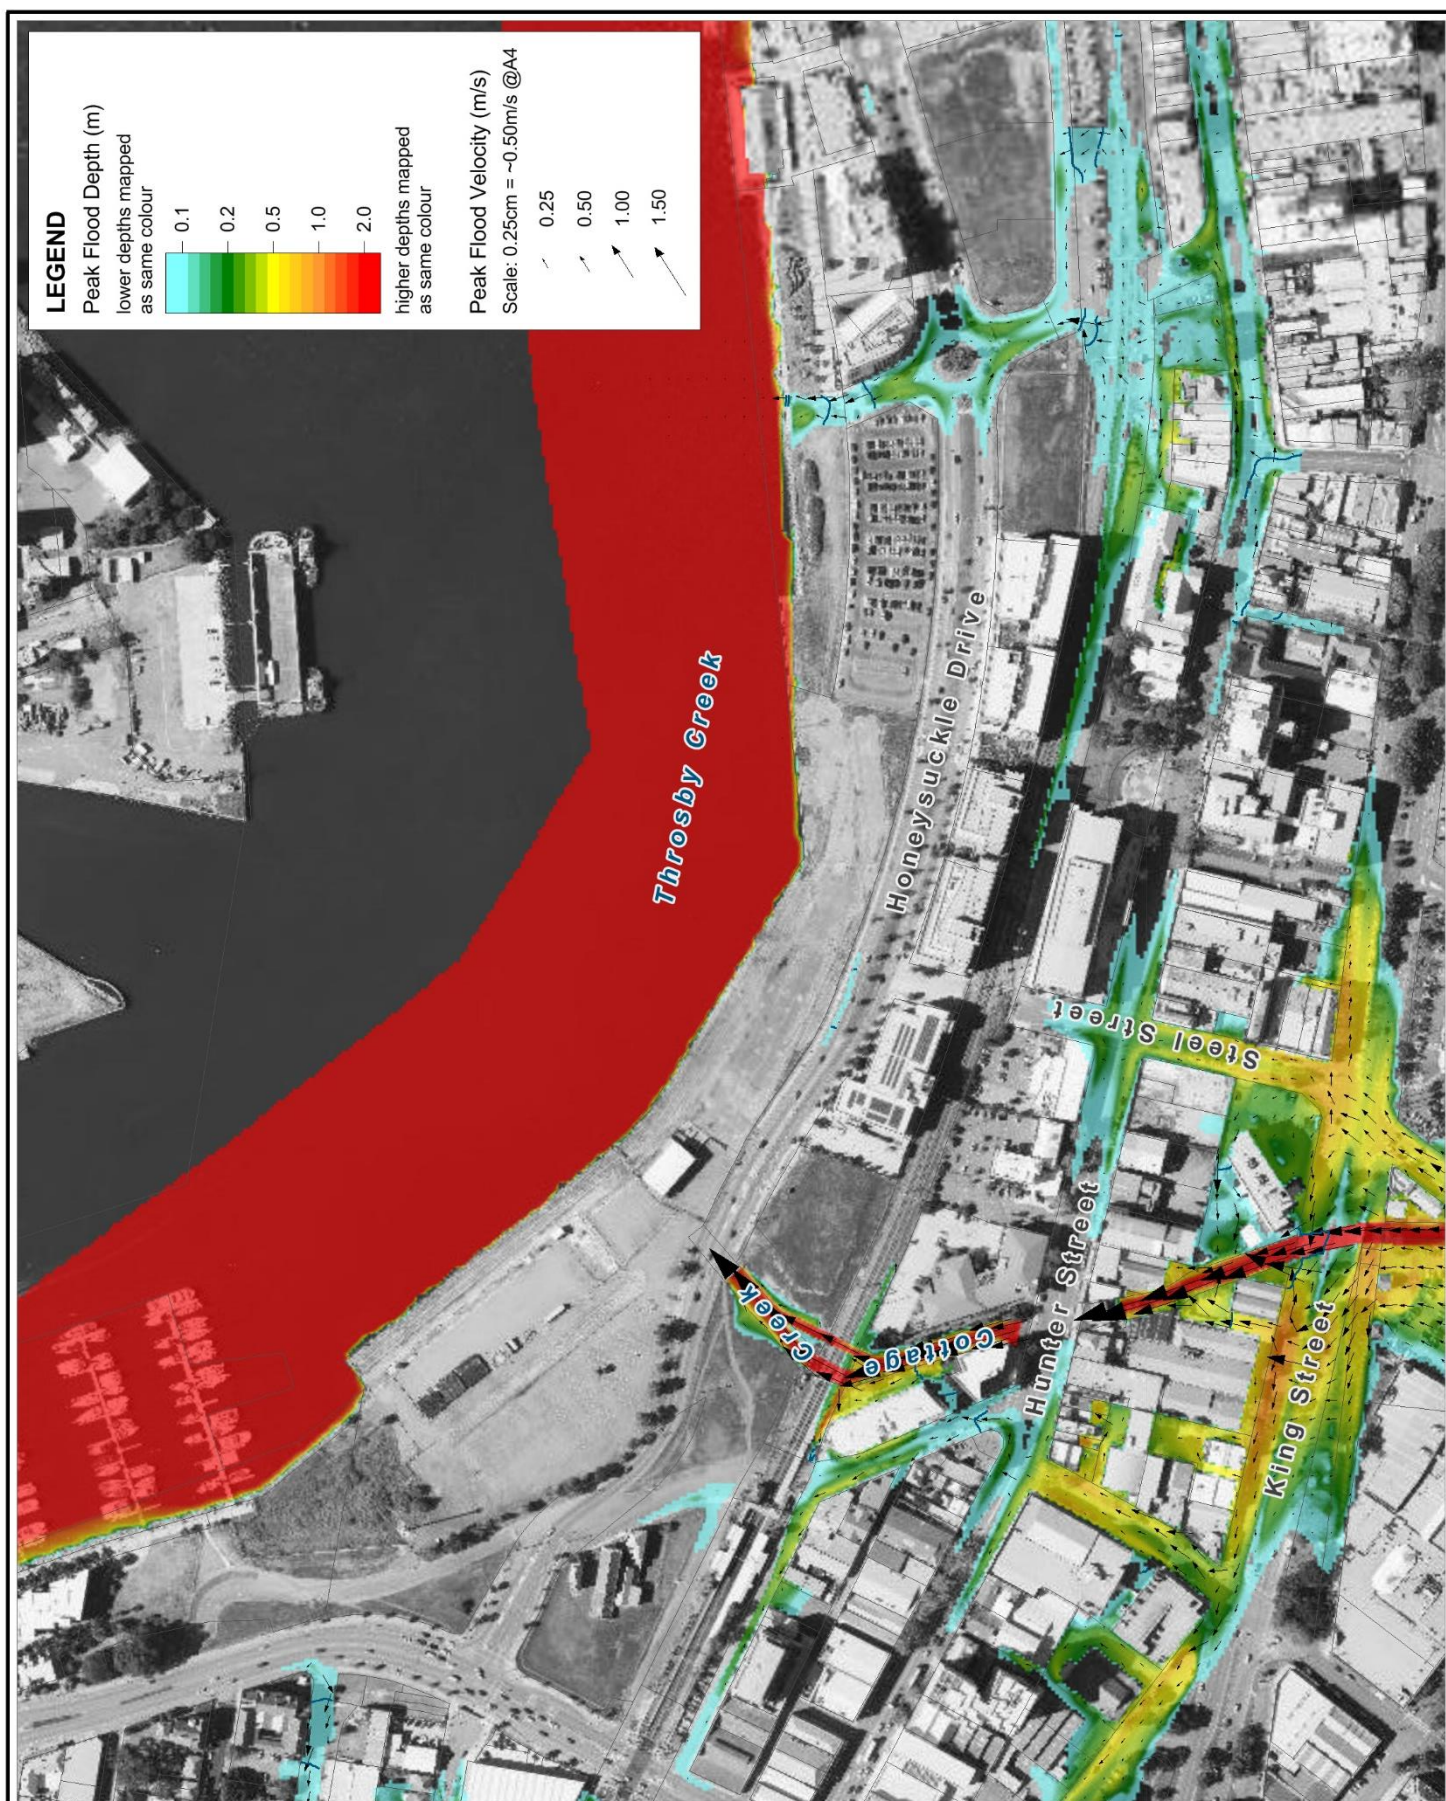 LEGEND
Peak Flood Depth (m)
lower depths mapped
as same colour
0.1
0.2
0.5
1.0
2.0
higher depths mapped
as same colour
Peak Flood Velocity (m/s)
Scale: 0.25cm = ~0.50m/s @A4
0.25
0.50
1.00
1.50
Throsby Creek
Honeysuckle Drive
Steel Street
Hunter Street
Cottage
Creek
King Street